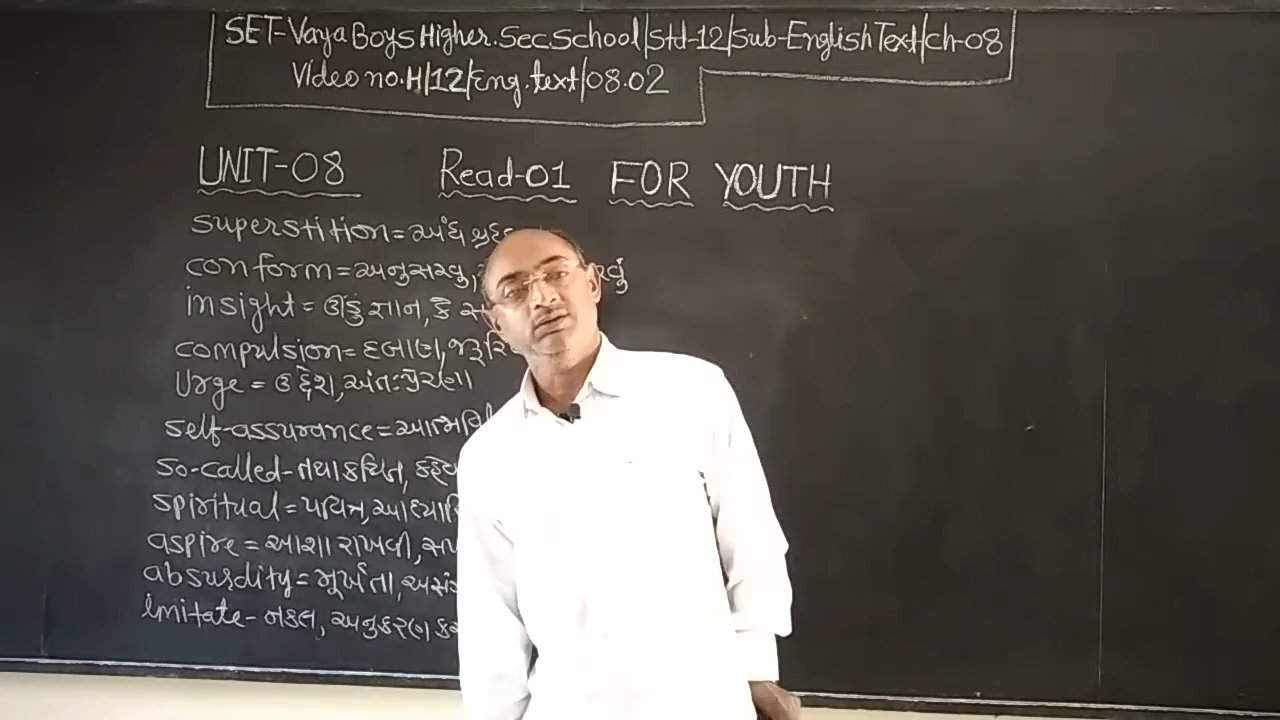 SET-Vaya Boys Higher.Sec.School/Std-12/Sub-English Text/Ch-08
Video no.H/12/Eng.text/08.02
UNIT-08 Read-01 FOR YOUTH
superstition=અંધ
conform=અનુસરવુ,
insight=ઊંડુ જ્ઞાન, કે
compulsion=દબાણ,
Urge = ઉદ્દેશ, અંતઃપ્રેરણા
self-assurance=
so-called-તથાકથિત,
spiritual=પવિત્ર,
aspire=આશા રાખવી,
absurdity=મૂર્ખતા,
imitate-નકલ, અનુકરણ